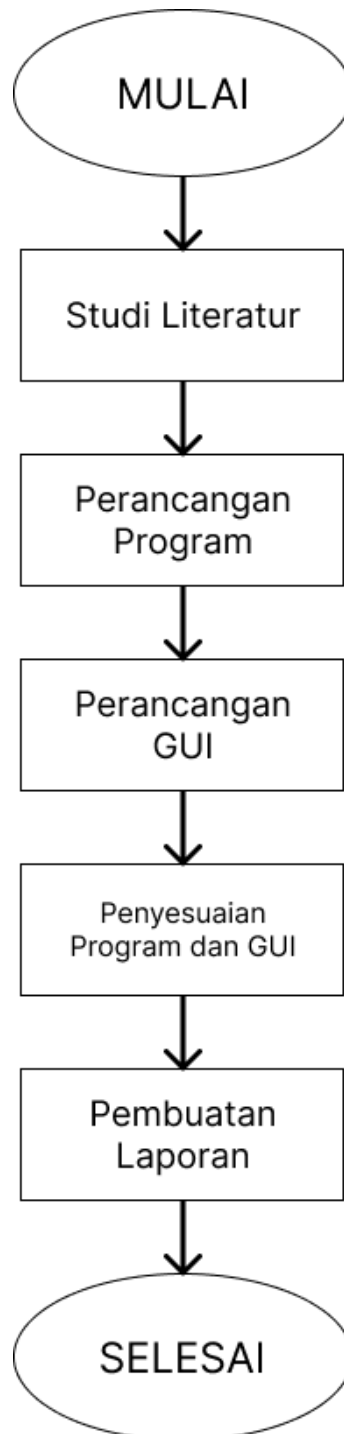 MULAI
Studi Literatur
Perancangan
Program
Perancangan
GUI
Penyesuaian
Program dan GUI
Pembuatan
Laporan
SELESAI